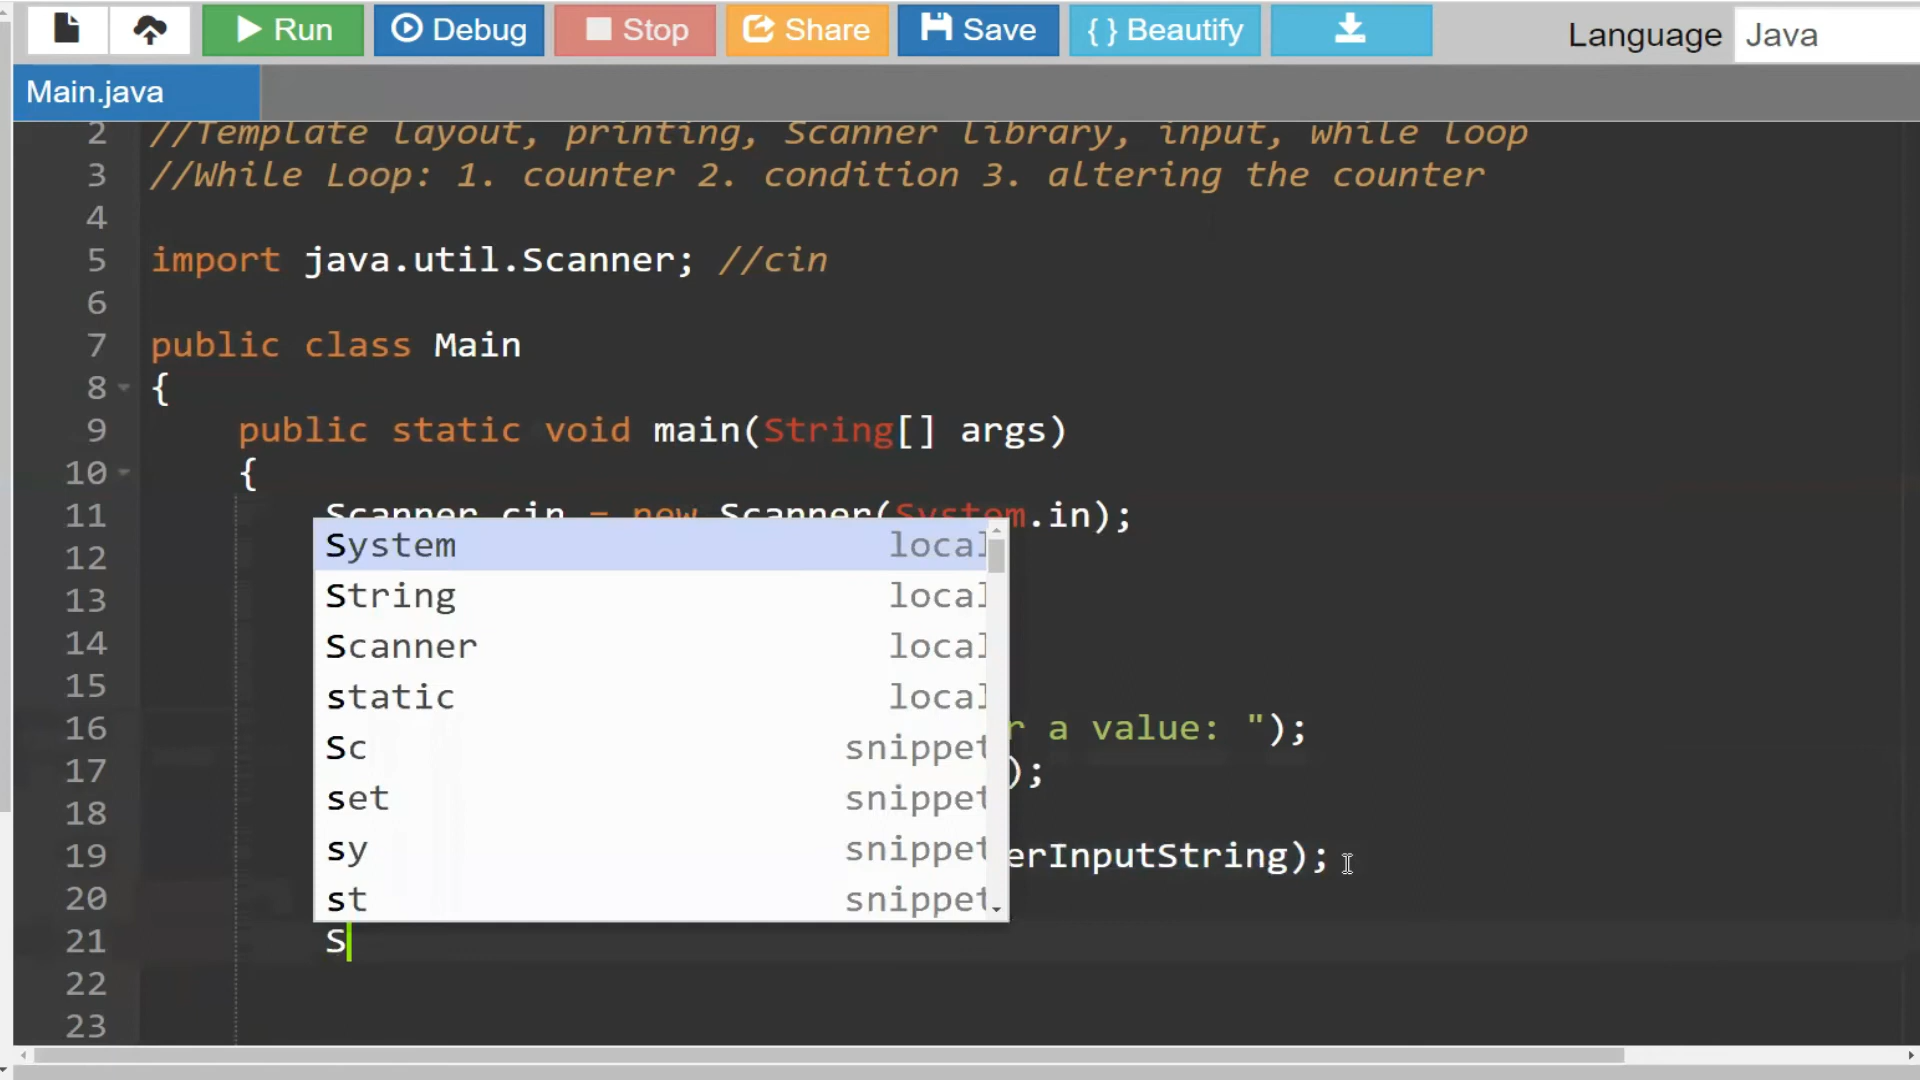 Run Debug Stop Share Save { } Beautify Language Java
Main.java
2 //Template layout, printing, Scanner library, input, while loop
3 //While Loop: 1. counter 2. condition 3. altering the counter
4
5 import java.util.Scanner; //cin
6
7 public class Main
8 {
9 public static void main(String[] args)
10 {
11 Scanner cin = new Scanner(System.in);
12
13
14
15
16 r a value: ");
17 );
18
19 erInputString);
20
21 S
22
23
System local
String local
Scanner local
static local
Sc snippet
set snippet
sy snippet
st snippet